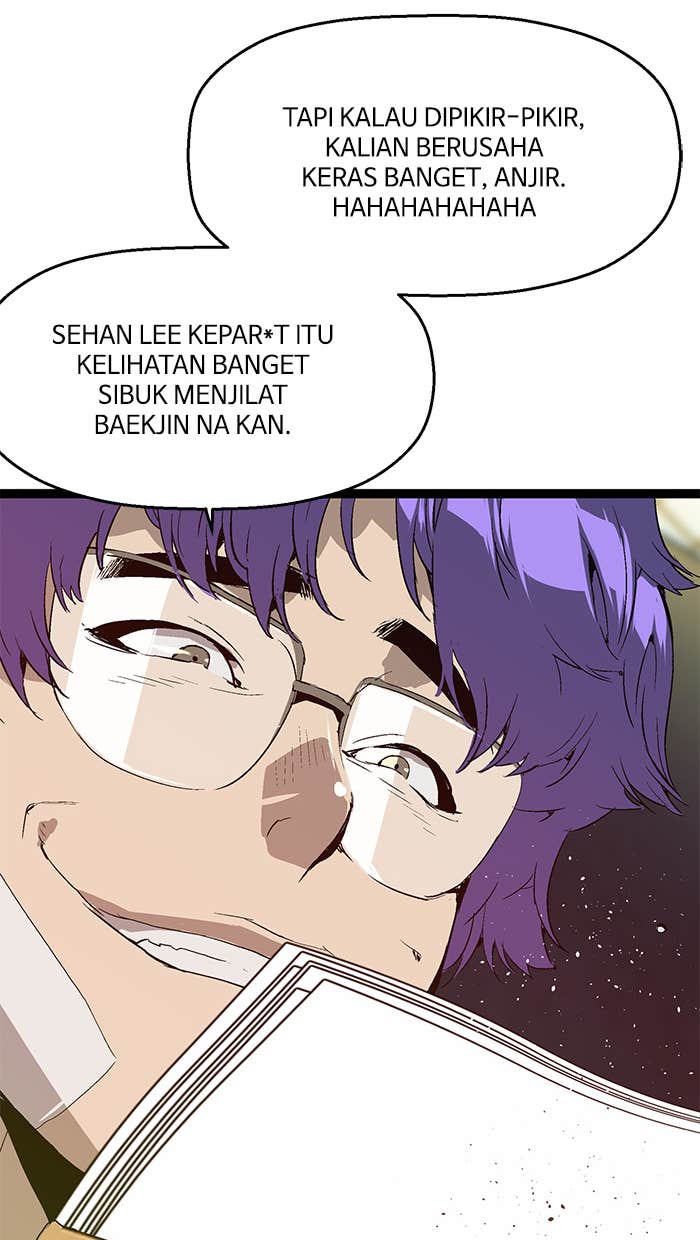 TAPI KALAU DIPIKIR-PIKIR,
KALIAN BERUSAHA
KERAS BANGET, ANJIR.
HAHAHAHAHAHA
SEHAN LEE KEPAR*T ITU
KELIHATAN BANGET
SIBUK MENJILAT
BAEKJIN NA KAN.